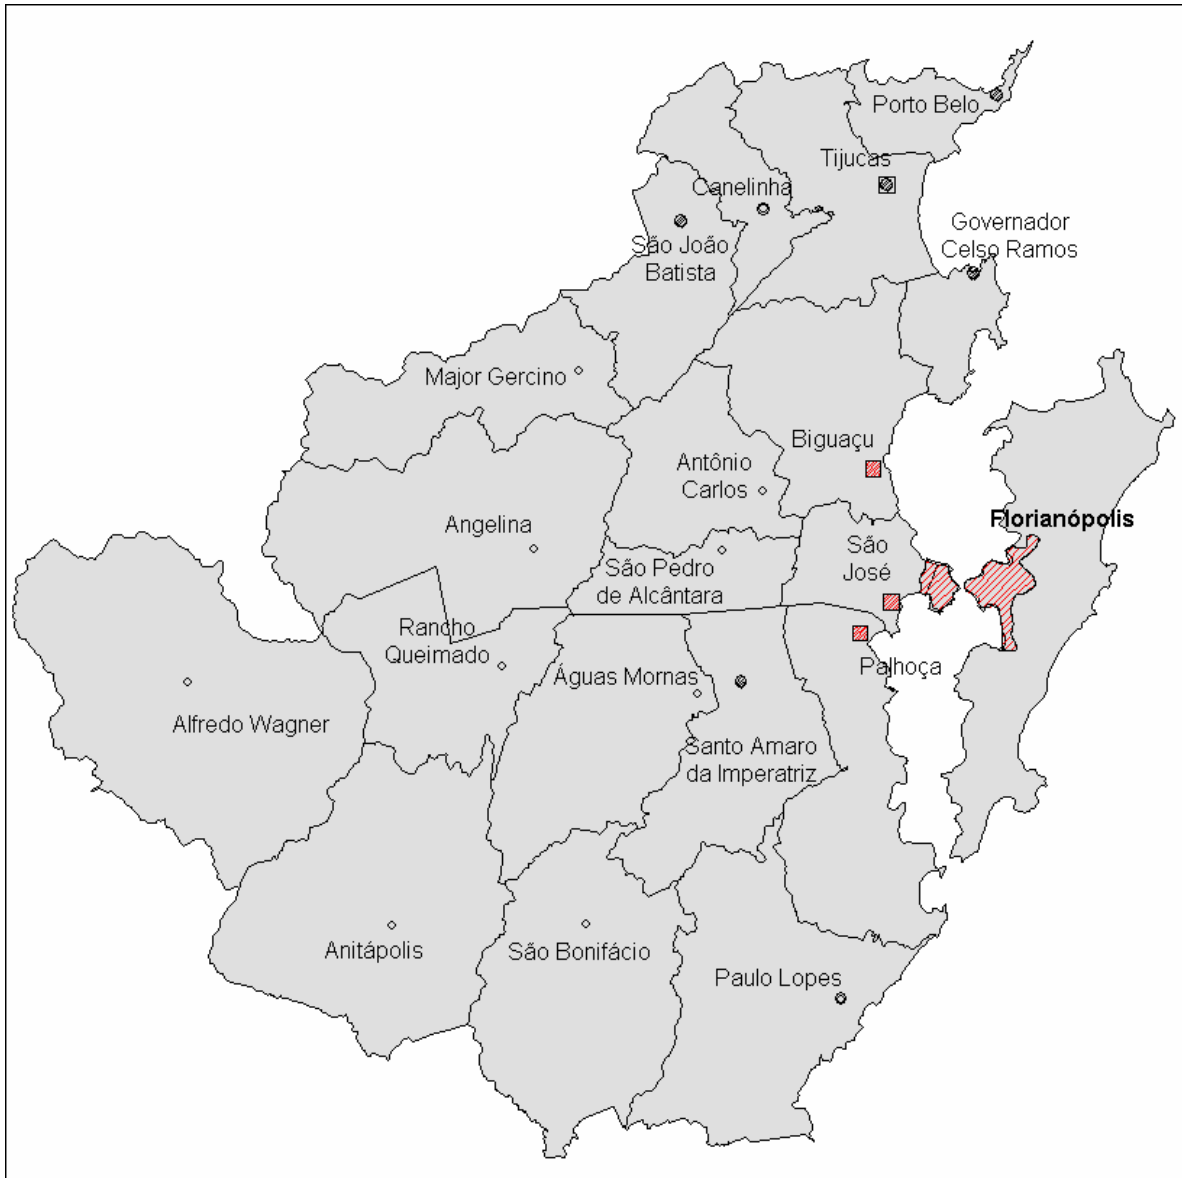 Porto Belo
Tijucas
Canelinha
Governador
Celso Ramos
São João
Batista
Major Gercino
Biguaçu
Antônio
Carlos
Florianópolis
Angelina
São
José
São Pedro
de Alcântara
Rancho
Queimado
Palhoça
Águas Mornas
Alfredo Wagner
Santo Amaro
da Imperatriz
Anitápolis
São Bonifácio
Paulo Lopes